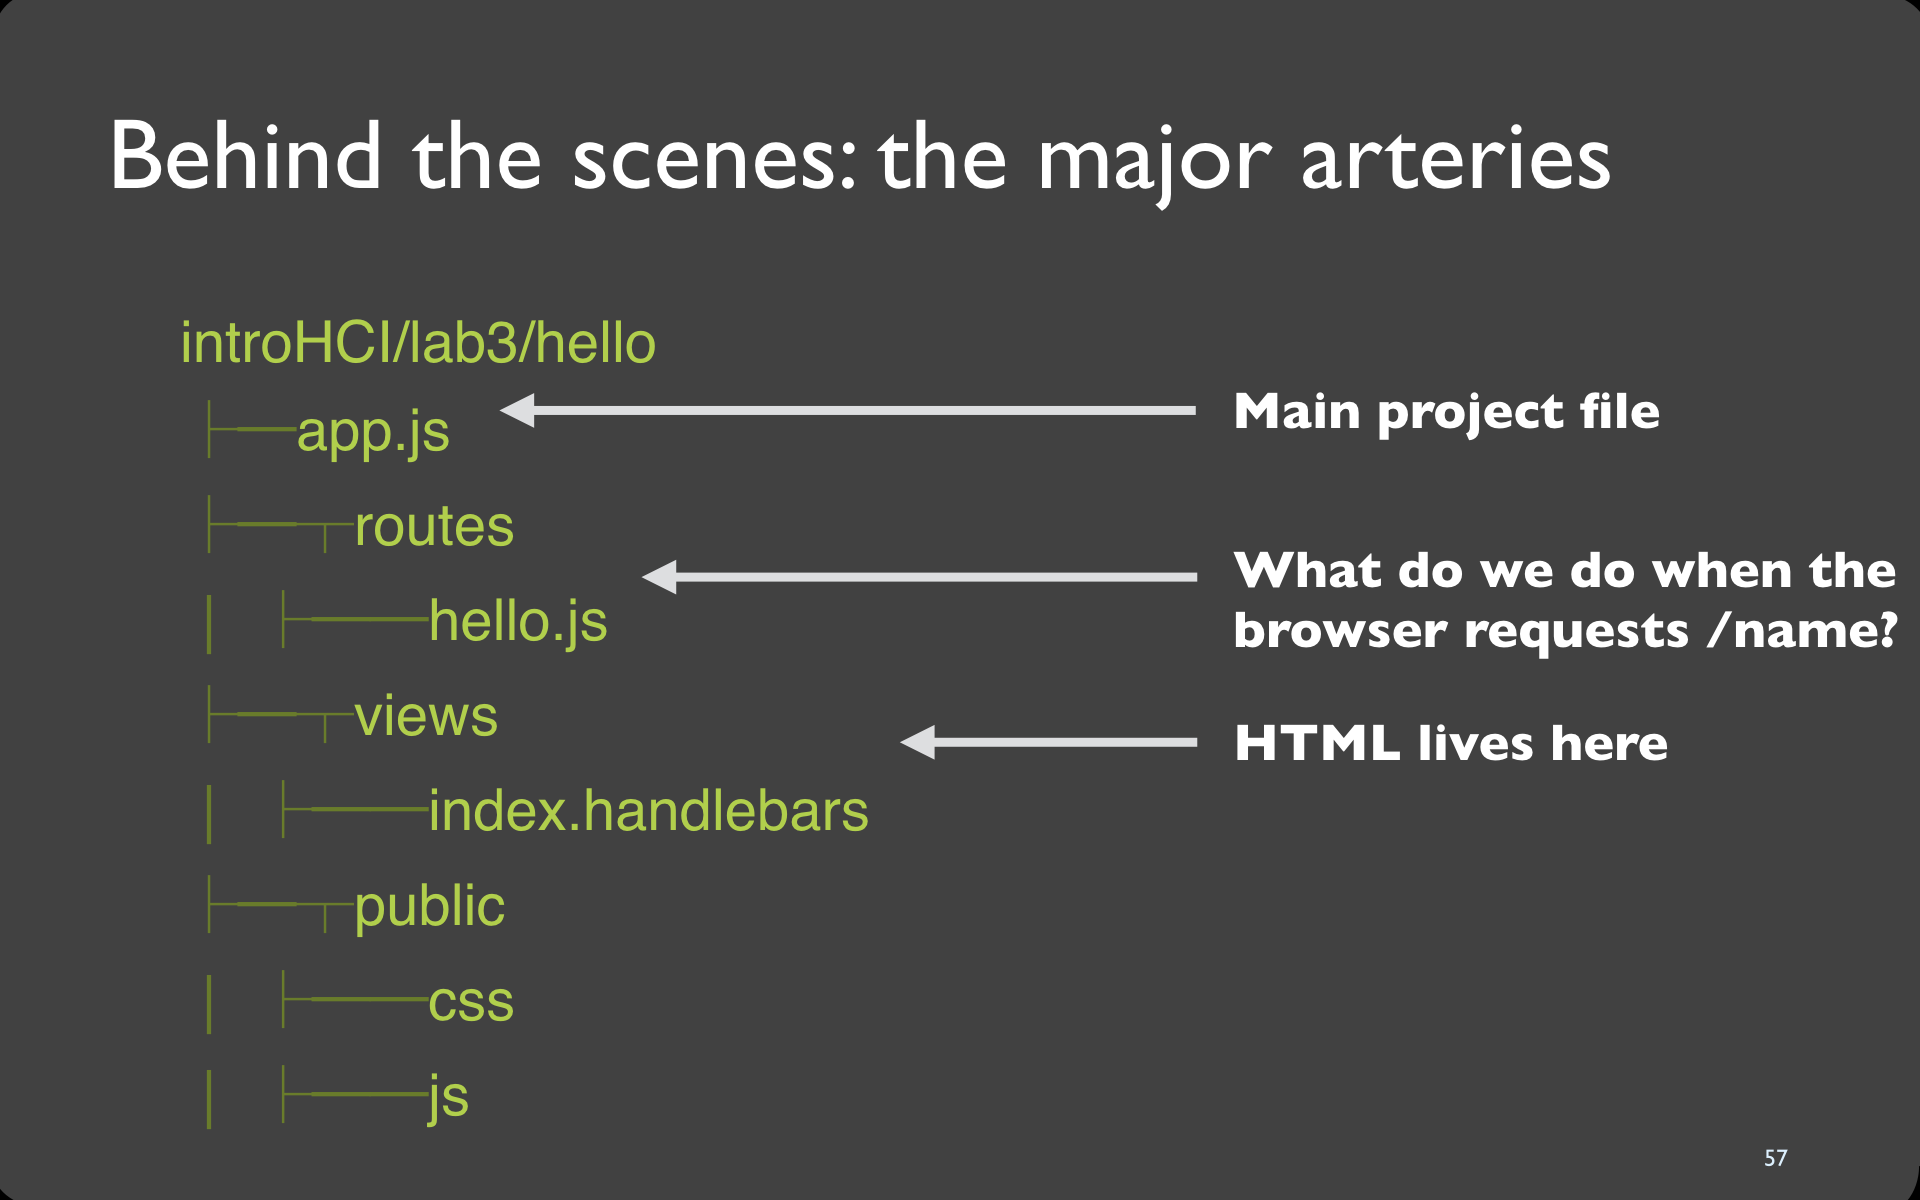 Behind the scenes: the major arteries
introHCI/lab3/hello
├──app.js
Main project file
├──┬routes
What do we do when the
│ ├────hello.js
browser requests /name?
├──┬views
HTML lives here
│ ├────index.handlebars
├──┬public
│ ├────css
│ ├────js
57